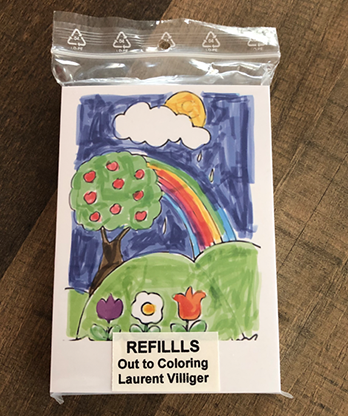 REFILLLS
Out to Coloring
Laurent Villiger